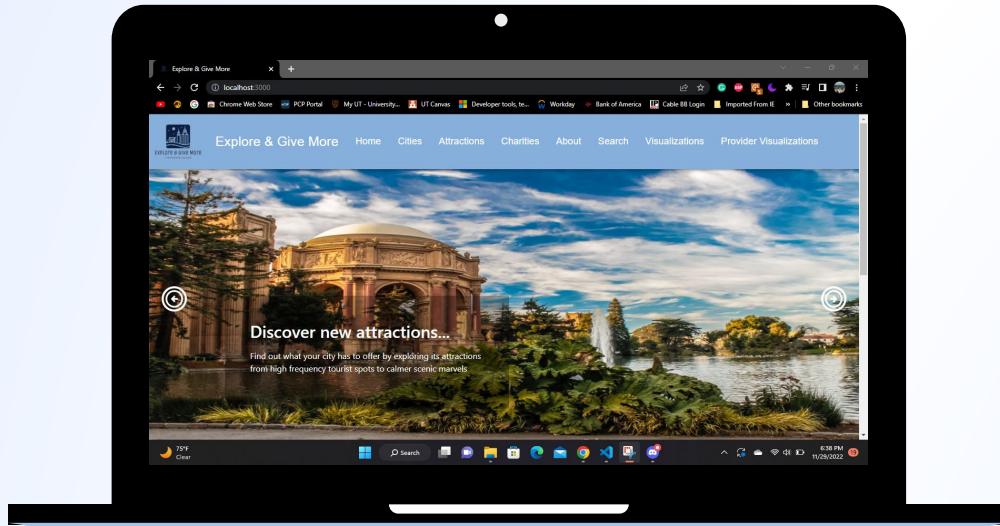 Explore & Give More
localhost:3000
Chrome Web Store
PCP Portal
My UT - University...
UT Canvas
Developer tools, te...
Workday
Bank of America
Cable BB Login
Imported From IE
»
Other bookmarks
EXPLORE & GIVE MORE
Explore & Give More
Home
Cities
Attractions
Charities
About
Search
Visualizations
Provider Visualizations
Discover new attractions...
Find out what your city has to offer by exploring its attractions
from high frequency tourist spots to calmer scenic marvels
75°F
Clear
Search
6:38 PM
11/29/2022